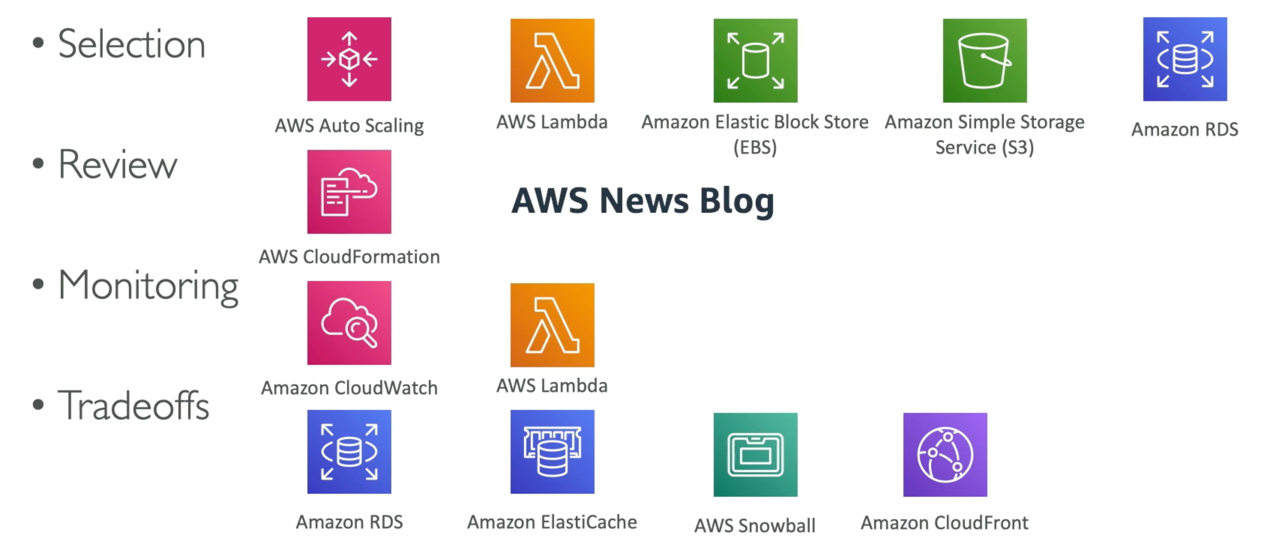 • Selection
AWS Auto Scaling
AWS Lambda
Amazon Elastic Block Store
(EBS)
Amazon Simple Storage
Service (S3)
Amazon RDS
• Review
AWS CloudFormation
AWS News Blog
• Monitoring
Amazon CloudWatch
AWS Lambda
• Tradeoffs
Amazon RDS
Amazon ElastiCache
AWS Snowball
Amazon CloudFront